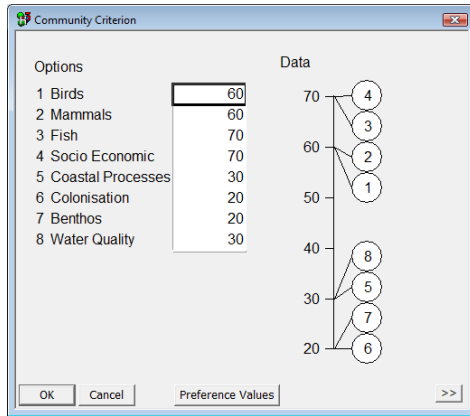 Community Criterion
Options
Data
1 Birds 60
2 Mammals 60
3 Fish 70
4 Socio Economic 70
5 Coastal Processes 30
6 Colonisation 20
7 Benthos 20
8 Water Quality 30
70 4
3
60 2
1
50
40
8
30 5
7
20 6
OK Cancel Preference Values >>